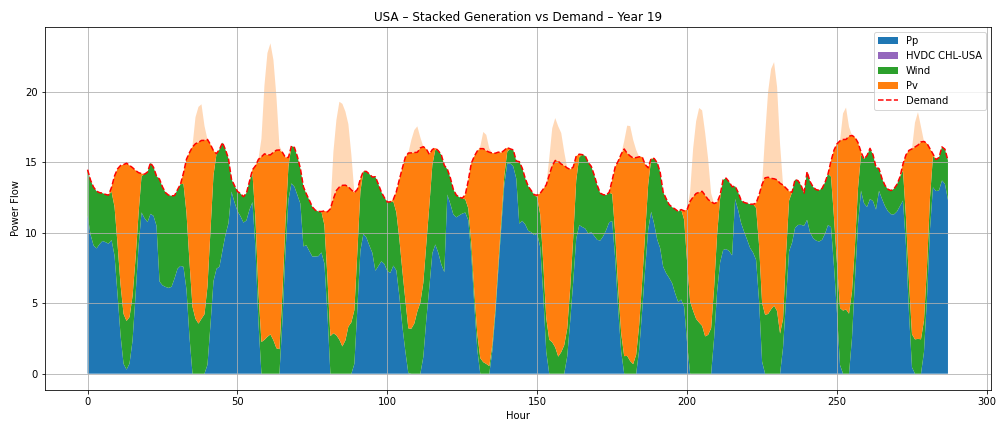 USA – Stacked Generation vs Demand – Year 19
Pp
HVDC CHL-USA
Wind
Pv
Demand
Power Flow
20
15
10
5
0
0 50 100 150 200 250 300
Hour